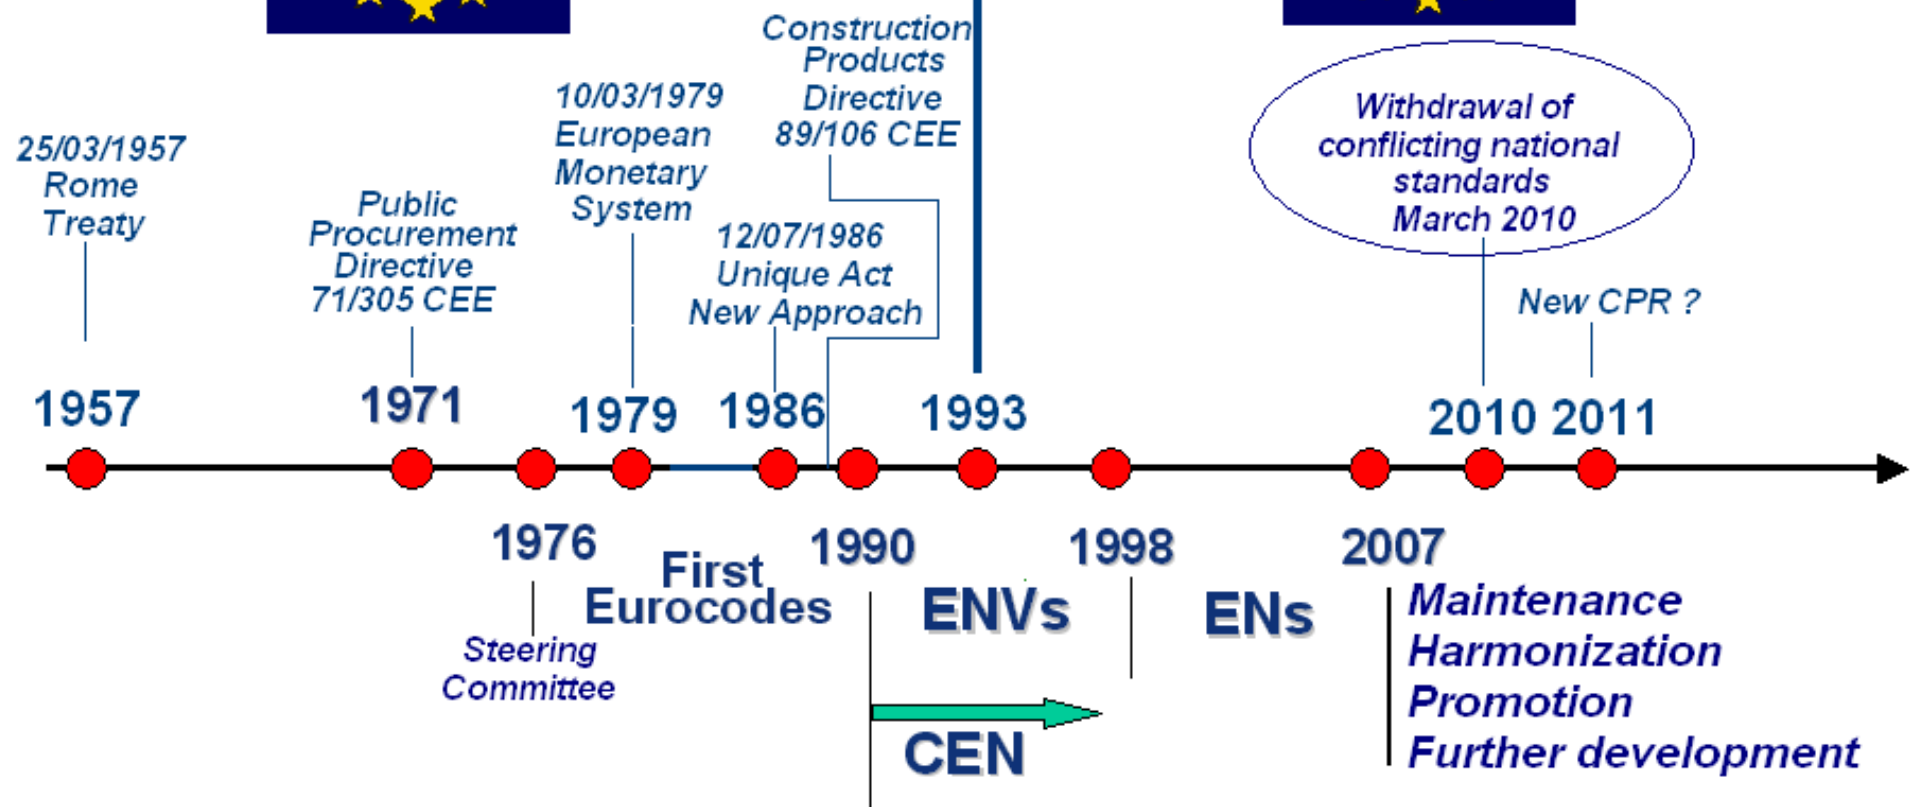 Construction
Products
Directive
89/106 CEE
10/03/1979
European
Monetary
System
25/03/1957
Rome
Treaty
Public
Procurement
Directive
71/305 CEE
12/07/1986
Unique Act
New Approach
Withdrawal of
conflicting national
standards
March 2010
New CPR ?
1957
1971
1979
1986
1993
2010
2011
1976
1990
1998
2007
Steering
Committee
First
Eurocodes
ENVs
ENs
CEN
Maintenance
Harmonization
Promotion
Further development